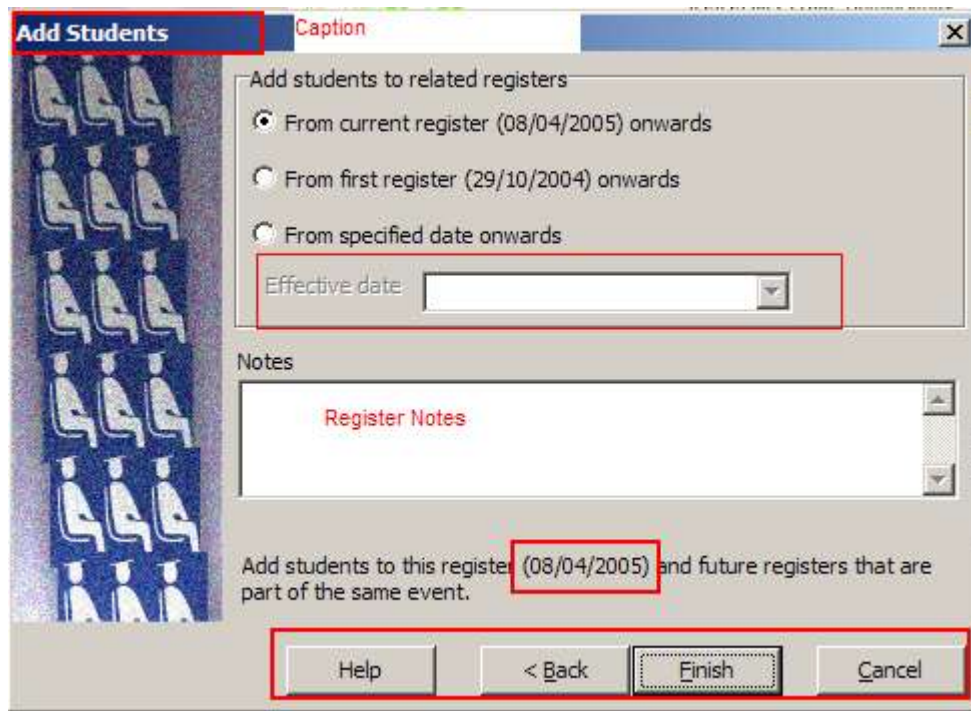 Add Students
Caption
Add students to related registers
From current register (08/04/2005) onwards
From first register (29/10/2004) onwards
From specified date onwards
Effective date
Notes
Register Notes
Add students to this register (08/04/2005) and future registers that are
part of the same event.
Help < Back Finish Cancel